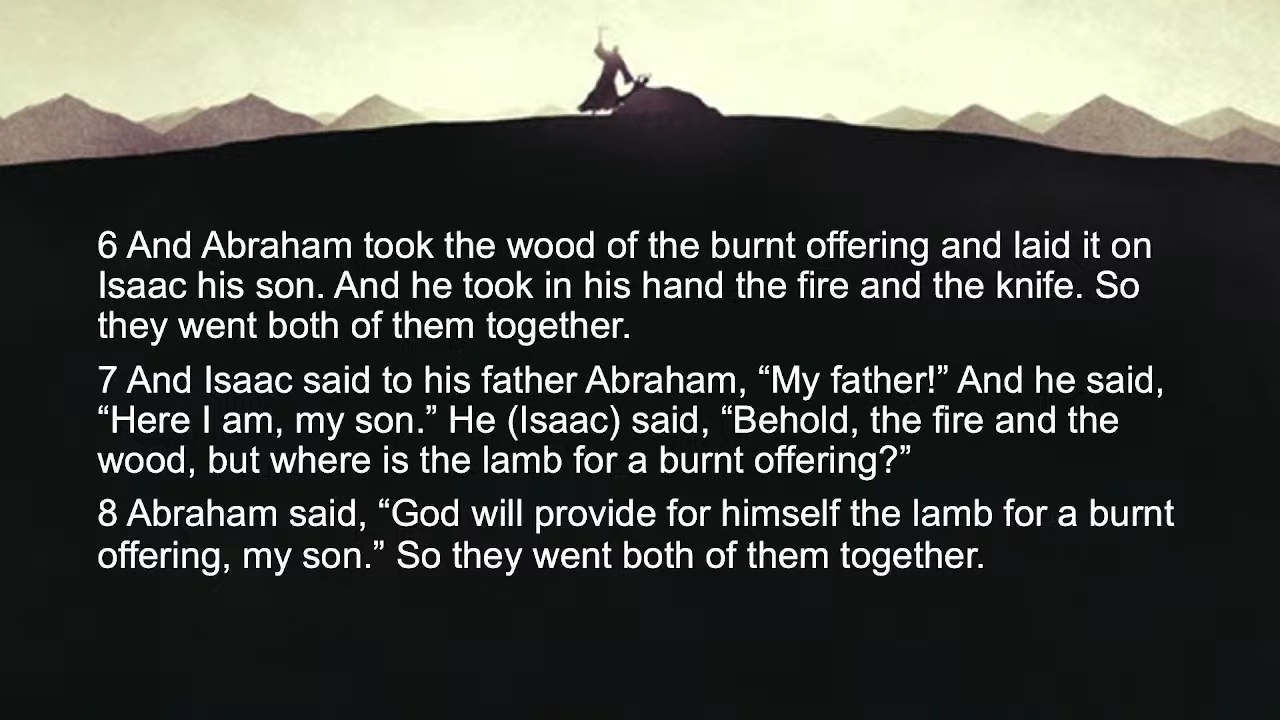 6 And Abraham took the wood of the burnt offering and laid it on
Isaac his son. And he took in his hand the fire and the knife. So
they went both of them together.
7 And Isaac said to his father Abraham, “My father!” And he said,
“Here I am, my son.” He (Isaac) said, “Behold, the fire and the
wood, but where is the lamb for a burnt offering?”
8 Abraham said, “God will provide for himself the lamb for a burnt
offering, my son.” So they went both of them together.